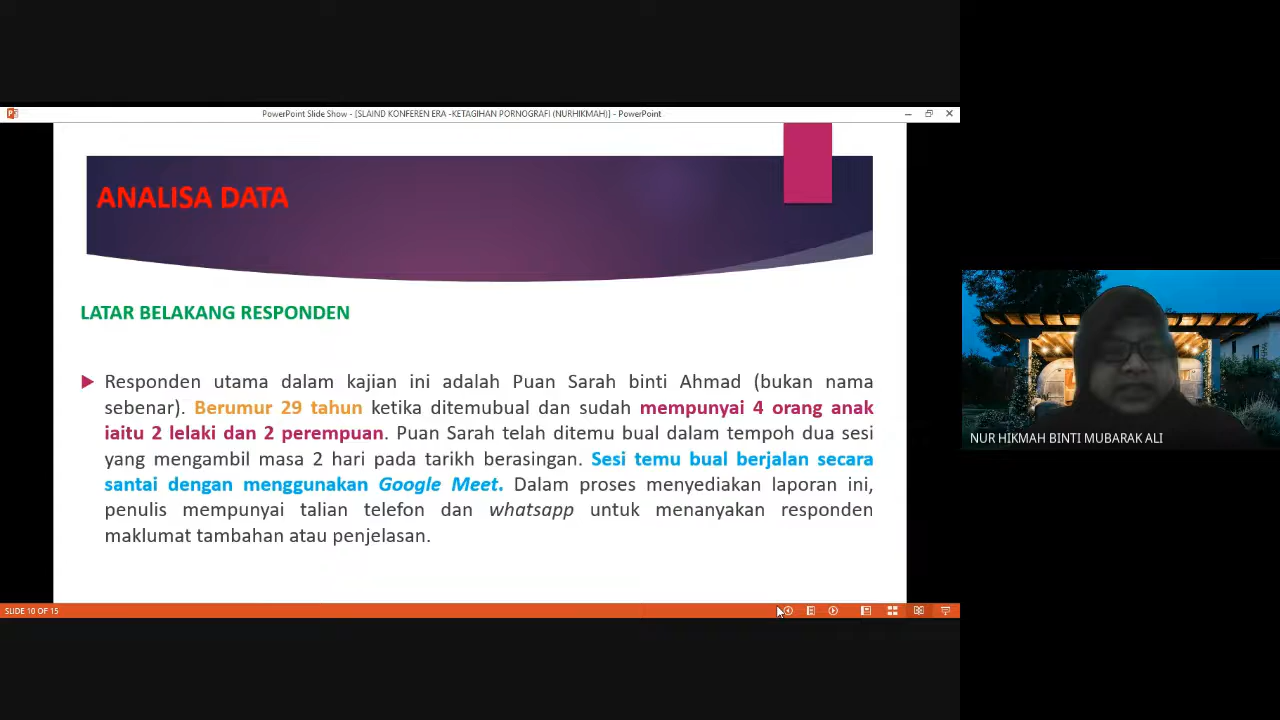 PowerPoint Slide Show - [SLAIND KONFEREN ERA -KETAGIHAN PORNOGRAFI (NURHIKMAH)] - PowerPoint
ANALISA DATA
LATAR BELAKANG RESPONDEN
Responden utama dalam kajian ini adalah Puan Sarah binti Ahmad (bukan nama
sebenar). Berumur 29 tahun ketika ditemubual dan sudah mempunyai 4 orang anak
iaitu 2 lelaki dan 2 perempuan. Puan Sarah telah ditemu bual dalam tempoh dua sesi
yang mengambil masa 2 hari pada tarikh berasingan. Sesi temu bual berjalan secara
santai dengan menggunakan Google Meet. Dalam proses menyediakan laporan ini,
penulis mempunyai talian telefon dan whatsapp untuk menanyakan responden
maklumat tambahan atau penjelasan.
NUR HIKMAH BINTI MUBARAK ALI
SLIDE 10 OF 15